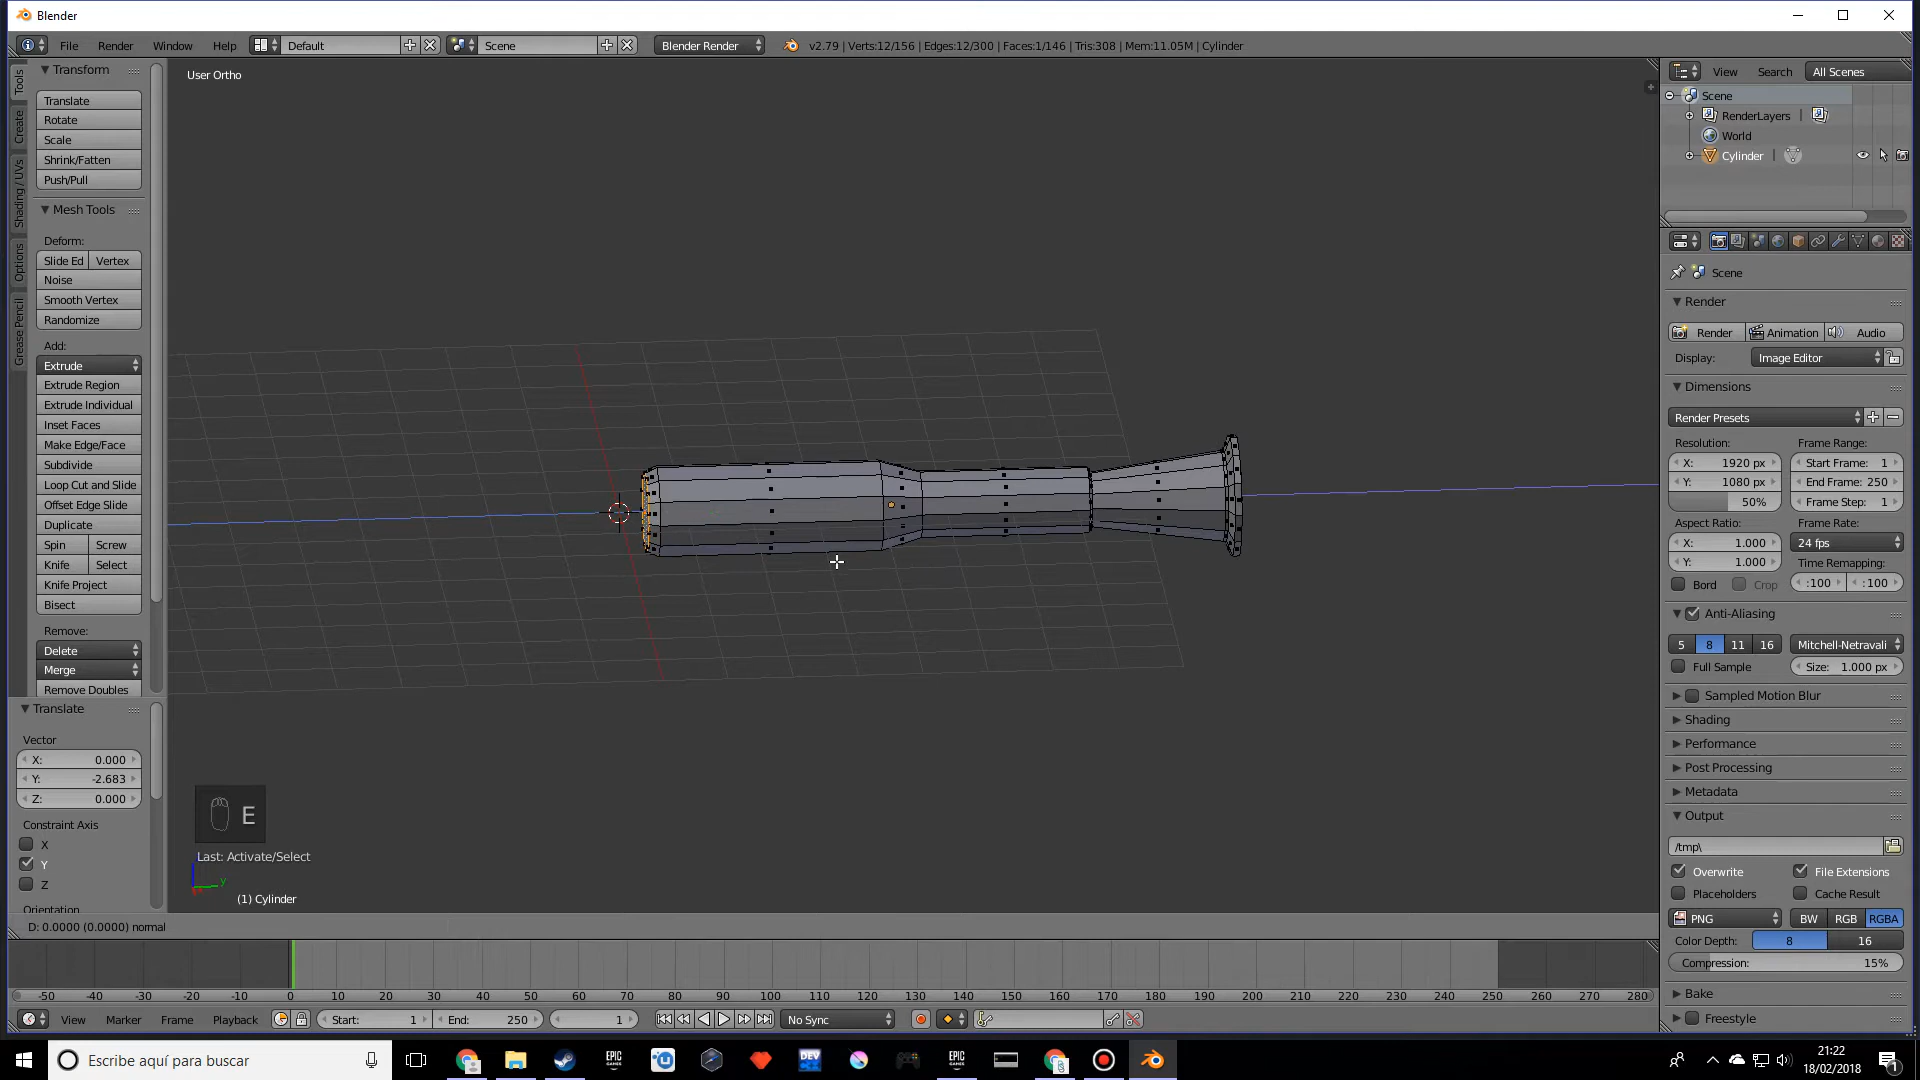 Blender
File Render Window Help Default Scene Blender Render v2.79 | Verts:12/156 | Edges:12/300 | Faces:1/146 | Tris:308 | Mem:11.05M | Cylinder
Tools
Create
Shading / UVs
Options
Grease Pencil
Transform
Translate
Rotate
Scale
Shrink/Fatten
Push/Pull
Mesh Tools
Deform:
Slide Ed Vertex
Noise
Smooth Vertex
Randomize
Add:
Extrude
Extrude Region
Extrude Individual
Inset Faces
Make Edge/Face
Subdivide
Loop Cut and Slide
Offset Edge Slide
Duplicate
Spin Screw
Knife Select
Knife Project
Bisect
Remove:
Delete
Merge
Remove Doubles
Translate
Vector
X: 0.000
Y: -2.683
Z: 0.000
Constraint Axis
X
Y
Z
Orientation
User Ortho
E
Last: Activate/Select
y
(1) Cylinder
D: 0.0000 (0.0000) normal
View Search All Scenes
Scene
RenderLayers |
World
Cylinder |
Scene
Render
Render Animation Audio
Display: Image Editor
Dimensions
Render Presets
Resolution: Frame Range:
X: 1920 px Start Frame: 1
Y: 1080 px End Frame: 250
50% Frame Step: 1
Aspect Ratio: Frame Rate:
X: 1.000 24 fps
Y: 1.000 Time Remapping:
Bord Crop :100 :100
Anti-Aliasing
5 8 11 16 Mitchell-Netravali
Full Sample Size: 1.000 px
Sampled Motion Blur
Shading
Performance
Post Processing
Metadata
Output
/tmp\
Overwrite File Extensions
Placeholders Cache Result
PNG BW RGB RGBA
Color Depth: 8 16
Compression: 15%
Bake
Freestyle
-50 -40 -30 -20 -10 0 10 20 30 40 50 60 70 80 90 100 110 120 130 140 150 160 170 180 190 200 210 220 230 240 250 260 270 280
View Marker Frame Playback Start: 1 End: 250 1 No Sync
Escribe aquí para buscar
EPIC GAMES
DEV
EPIC GAMES
21:22
18/02/2018
1